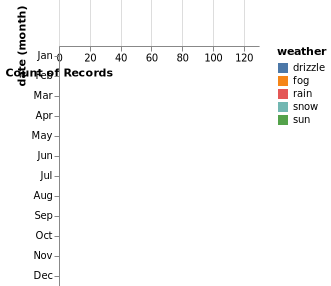 date (month)
0 20 40 60 80 100 120
Count of Records
Jan
Feb
Mar
Apr
May
Jun
Jul
Aug
Sep
Oct
Nov
Dec
weather
drizzle
fog
rain
snow
sun